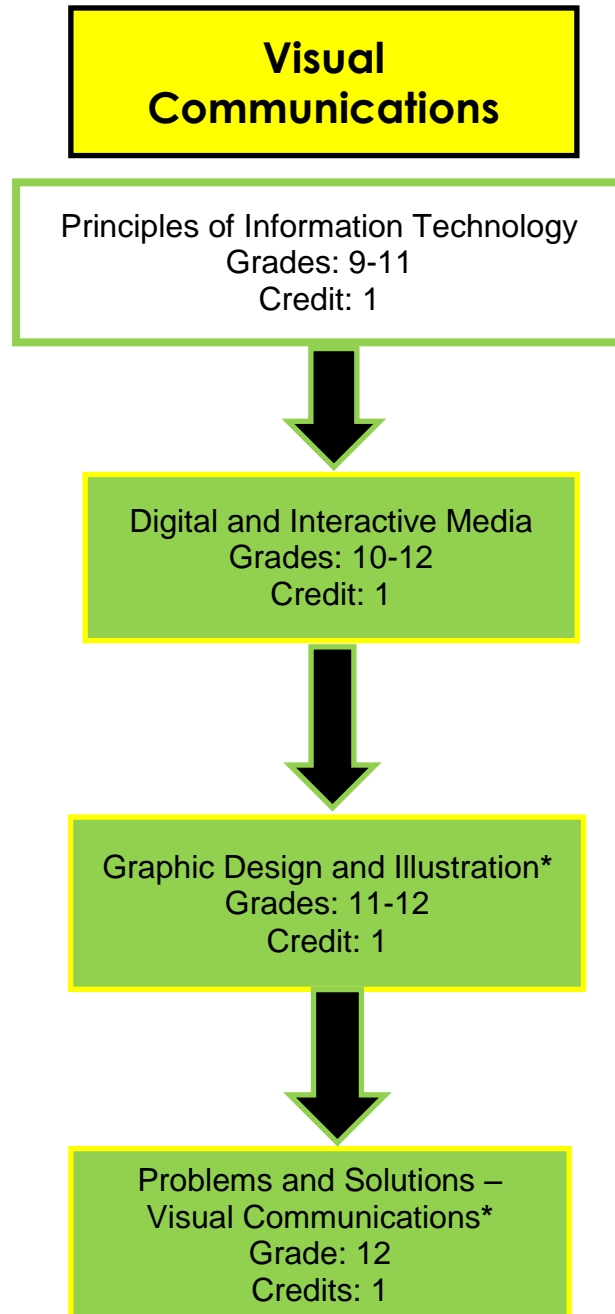 Visual
Communications
Principles of Information Technology
Grades: 9-11
Credit: 1
Digital and Interactive Media
Grades: 10-12
Credit: 1
Graphic Design and Illustration*
Grades: 11-12
Credit: 1
Problems and Solutions –
Visual Communications*
Grade: 12
Credits: 1